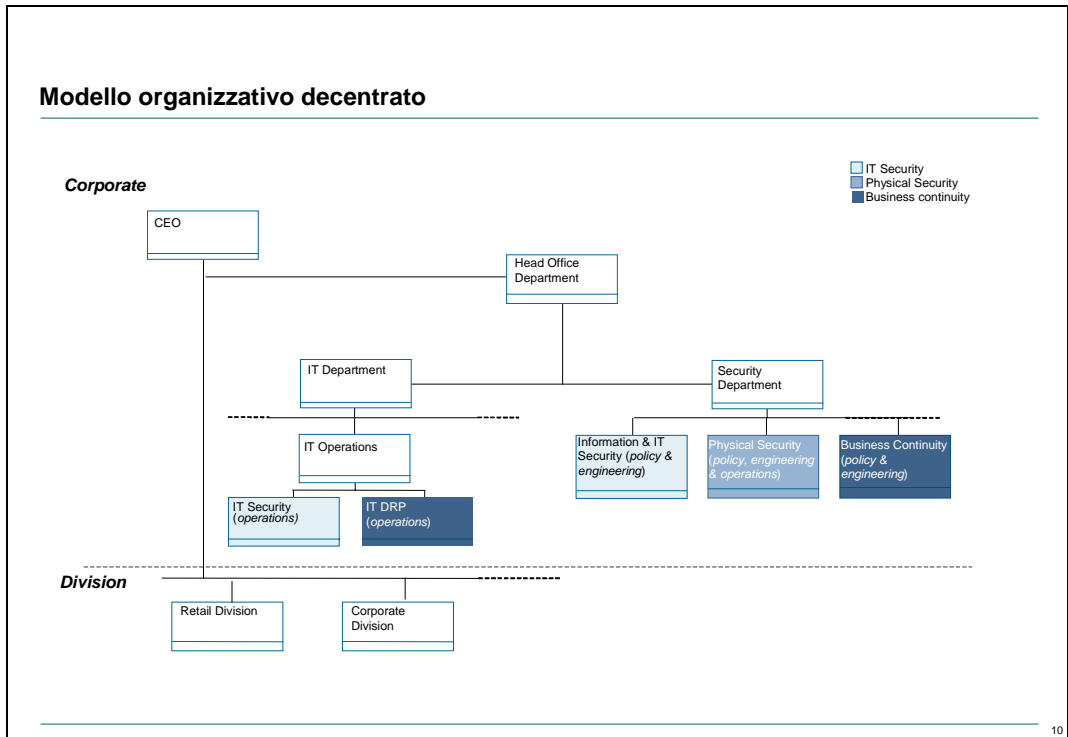 Modello organizzativo decentrato
IT Security
Physical Security
Business continuity
Corporate
CEO
Head Office
Department
IT Department
Security
Department
IT Operations
Information & IT
Security (policy &
engineering)
Physical Security
(policy, engineering
& operations)
Business Continuity
(policy &
engineering)
IT Security
(operations)
IT DRP
(operations)
Division
Retail Division
Corporate
Division
10